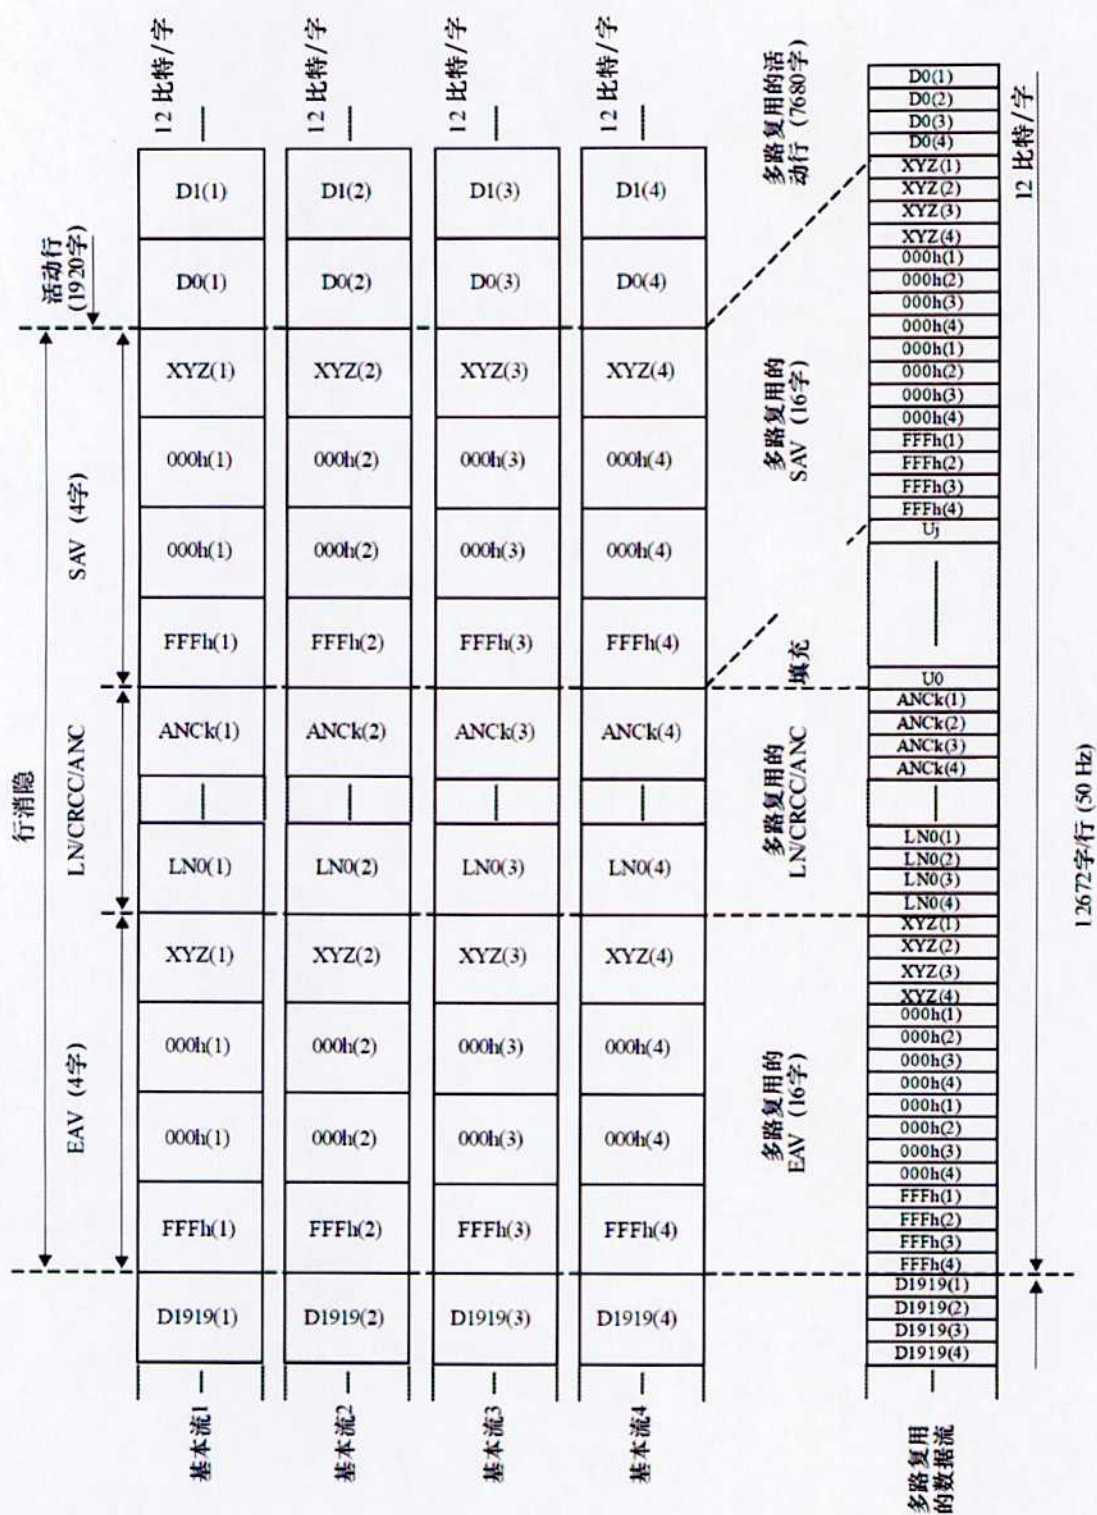 行消隐
EAV (4字)
LN/CRCC/ANC
SAV (4字)
活动行
(1920字)
基本流1
D1919(1)
FFFh(1)
000h(1)
000h(1)
XYZ(1)
LN0(1)
ANCk(1)
FFFh(1)
000h(1)
000h(1)
XYZ(1)
D0(1)
D1(1)
12 比特/字
基本流2
D1919(2)
FFFh(2)
000h(2)
000h(2)
XYZ(2)
LN0(2)
ANCk(2)
FFFh(2)
000h(2)
000h(2)
XYZ(2)
D0(2)
D1(2)
12 比特/字
基本流3
D1919(3)
FFFh(3)
000h(3)
000h(3)
XYZ(3)
LN0(3)
ANCk(3)
FFFh(3)
000h(3)
000h(3)
XYZ(3)
D0(3)
D1(3)
12 比特/字
基本流4
D1919(4)
FFFh(4)
000h(4)
000h(4)
XYZ(4)
LN0(4)
ANCk(4)
FFFh(4)
000h(4)
000h(4)
XYZ(4)
D0(4)
D1(4)
12 比特/字
多路复用的
EAV (16字)
多路复用的
LN/CRCC/ANC
填充
多路复用的
SAV (16字)
多路复用的活
动行 (7680字)
多路复用
的数据流
D1919(4)
D1919(3)
D1919(2)
D1919(1)
FFFh(4)
FFFh(3)
FFFh(2)
FFFh(1)
000h(4)
000h(3)
000h(2)
000h(1)
000h(4)
000h(3)
000h(2)
000h(1)
XYZ(4)
XYZ(3)
XYZ(2)
XYZ(1)
LN0(4)
LN0(3)
LN0(2)
LN0(1)
ANCk(4)
ANCk(3)
ANCk(2)
ANCk(1)
U0
Uj
FFFh(4)
FFFh(3)
FFFh(2)
FFFh(1)
000h(4)
000h(3)
000h(2)
000h(1)
000h(4)
000h(3)
000h(2)
000h(1)
XYZ(4)
XYZ(3)
XYZ(2)
XYZ(1)
D0(4)
D0(3)
D0(2)
D0(1)
12 比特/字
12672字/行 (50 Hz)